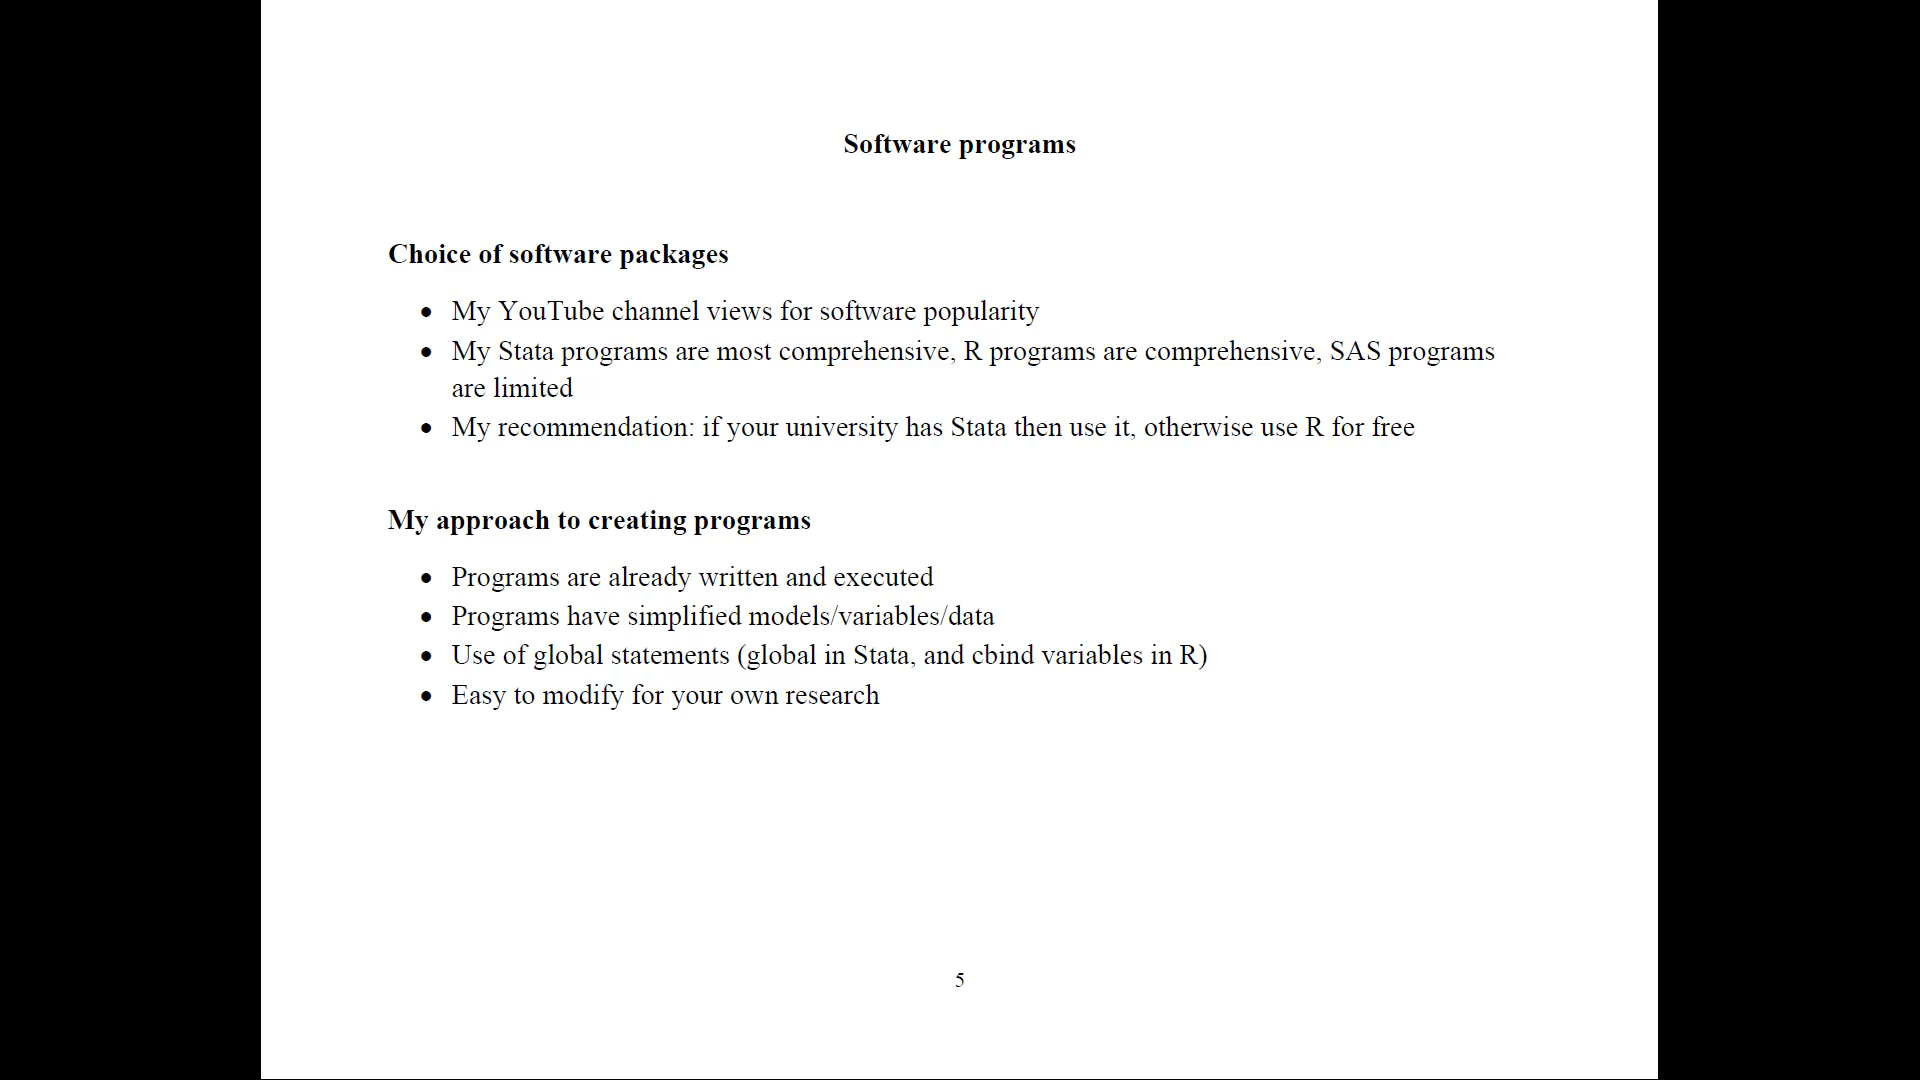 Software programs
Choice of software packages
• My YouTube channel views for software popularity
• My Stata programs are most comprehensive, R programs are comprehensive, SAS programs
are limited
• My recommendation: if your university has Stata then use it, otherwise use R for free
My approach to creating programs
• Programs are already written and executed
• Programs have simplified models/variables/data
• Use of global statements (global in Stata, and cbind variables in R)
• Easy to modify for your own research
5